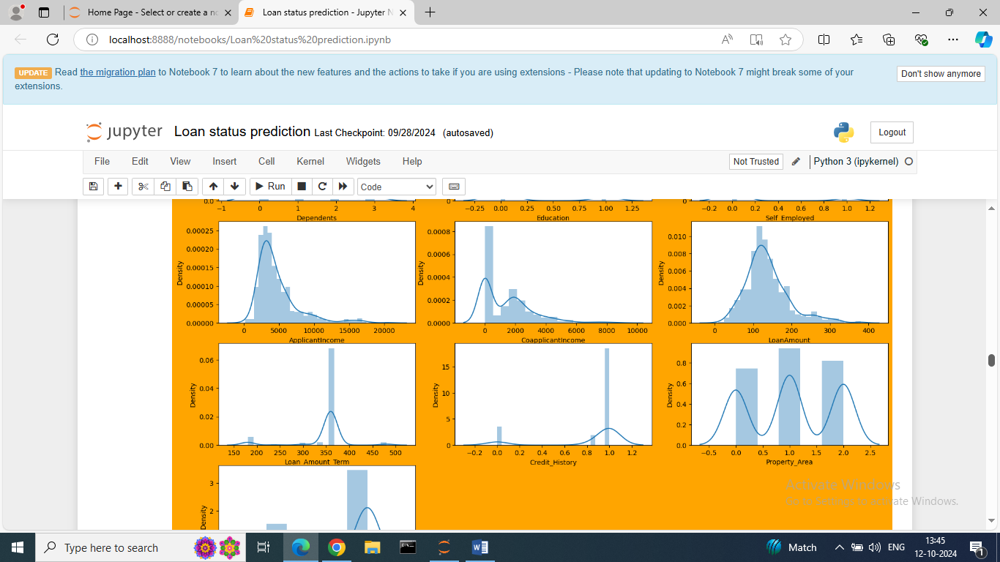 Home Page - Select or create a no
Loan status prediction - Jupyter N
localhost:8888/notebooks/Loan%20status%20prediction.ipynb
UPDATE Read the migration plan to Notebook 7 to learn about the new features and the actions to take if you are using extensions - Please note that updating to Notebook 7 might break some of your
extensions.
Don't show anymore
jupyter Loan status prediction Last Checkpoint: 09/28/2024 (autosaved)
Logout
File Edit View Insert Cell Kernel Widgets Help
Not Trusted Python 3 (ipykernel)
Run Code
0.0 0 0
−1 0 1 2 3 4 −0.25 0.00 0.25 0.50 0.75 1.00 1.25 −0.2 0.0 0.2 0.4 0.6 0.8 1.0 1.2
Dependents Education Self_Employed
0.00025
0.00020
0.00015
0.00010
0.00005
0.00000
Density
0 5000 10000 15000 20000
ApplicantIncome
0.0008
0.0006
0.0004
0.0002
0.0000
Density
0 2000 4000 6000 8000 10000
CoapplicantIncome
0.010
0.008
0.006
0.004
0.002
0.000
Density
0 100 200 300 400
LoanAmount
0.06
0.04
0.02
0.00
Density
150 200 250 300 350 400 450 500
Loan_Amount_Term
15
10
5
0
Density
−0.2 0.0 0.2 0.4 0.6 0.8 1.0 1.2
Credit_History
0.8
0.6
0.4
0.2
0.0
Density
−0.5 0.0 0.5 1.0 1.5 2.0 2.5
Property_Area
3
2
Density
Activate Windows
Go to Settings to activate Windows.
Type here to search
Match
ENG
13:45
12-10-2024
1